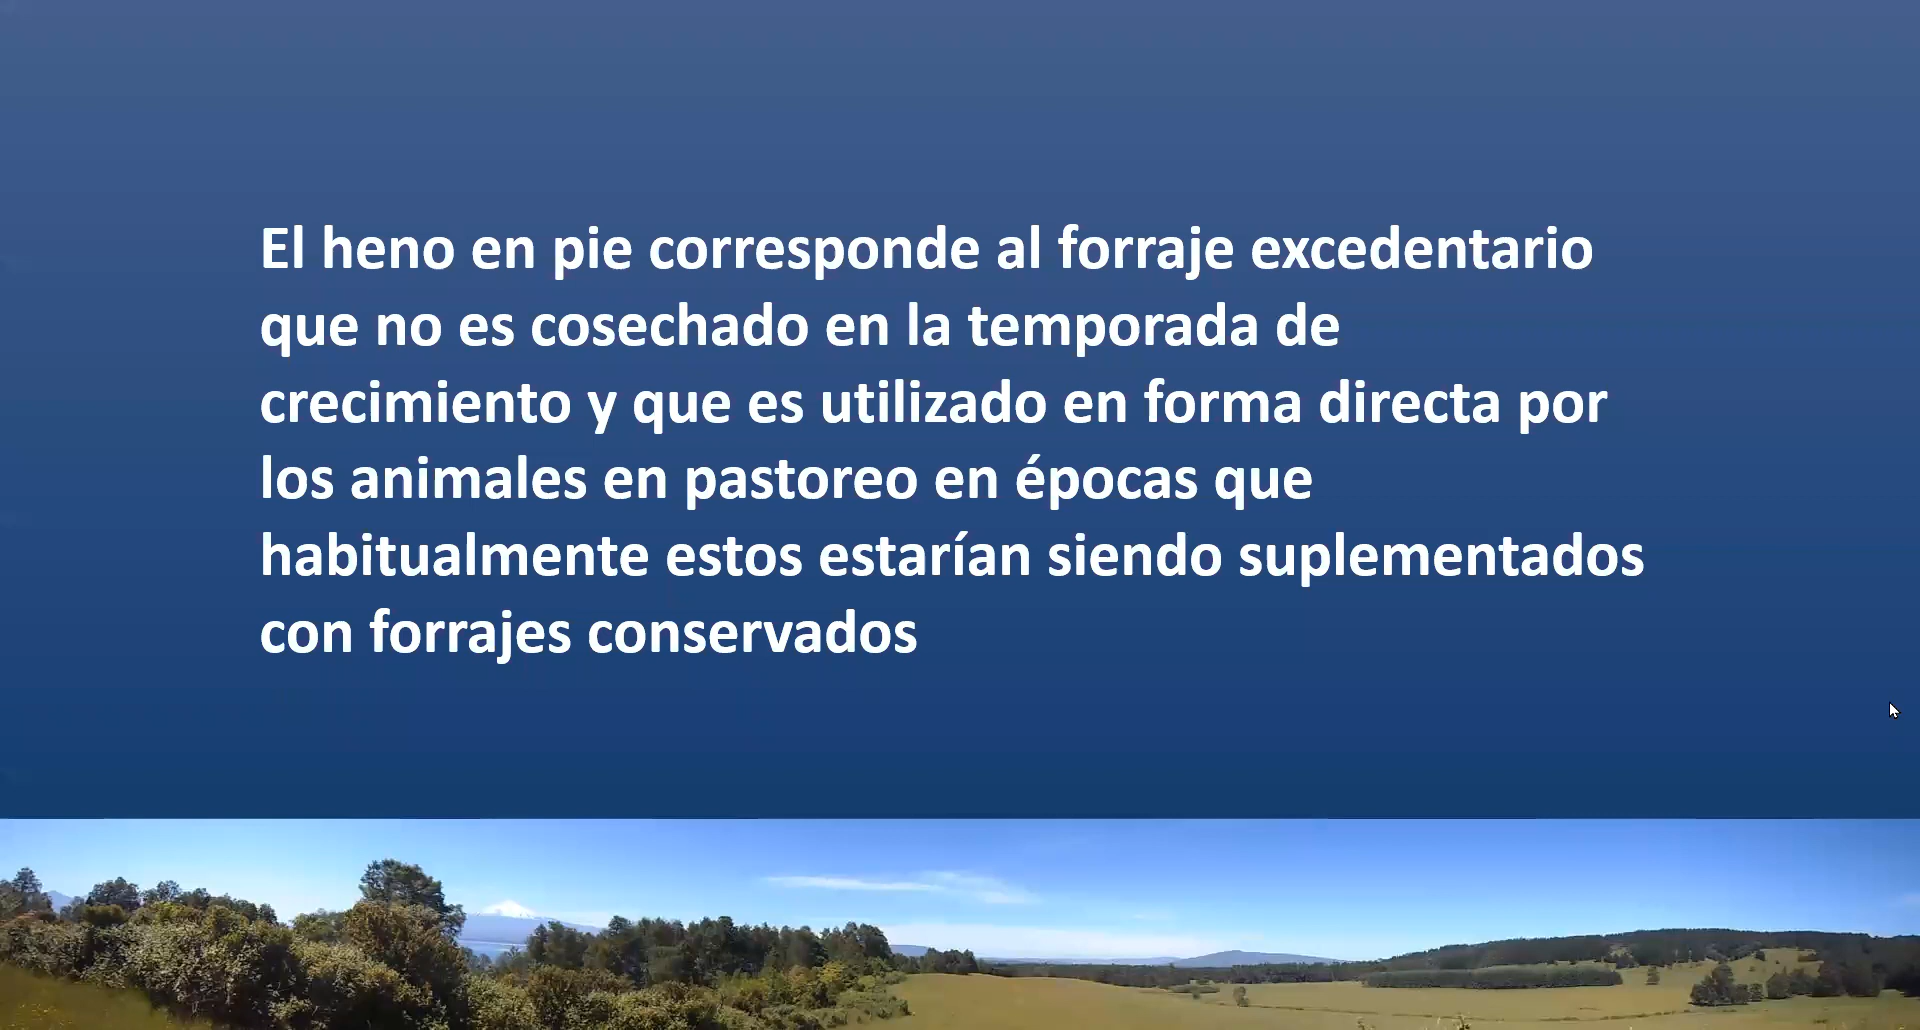 El heno en pie corresponde al forraje excedentario
que no es cosechado en la temporada de
crecimiento y que es utilizado en forma directa por
los animales en pastoreo en épocas que
habitualmente estos estarían siendo suplementados
con forrajes conservados